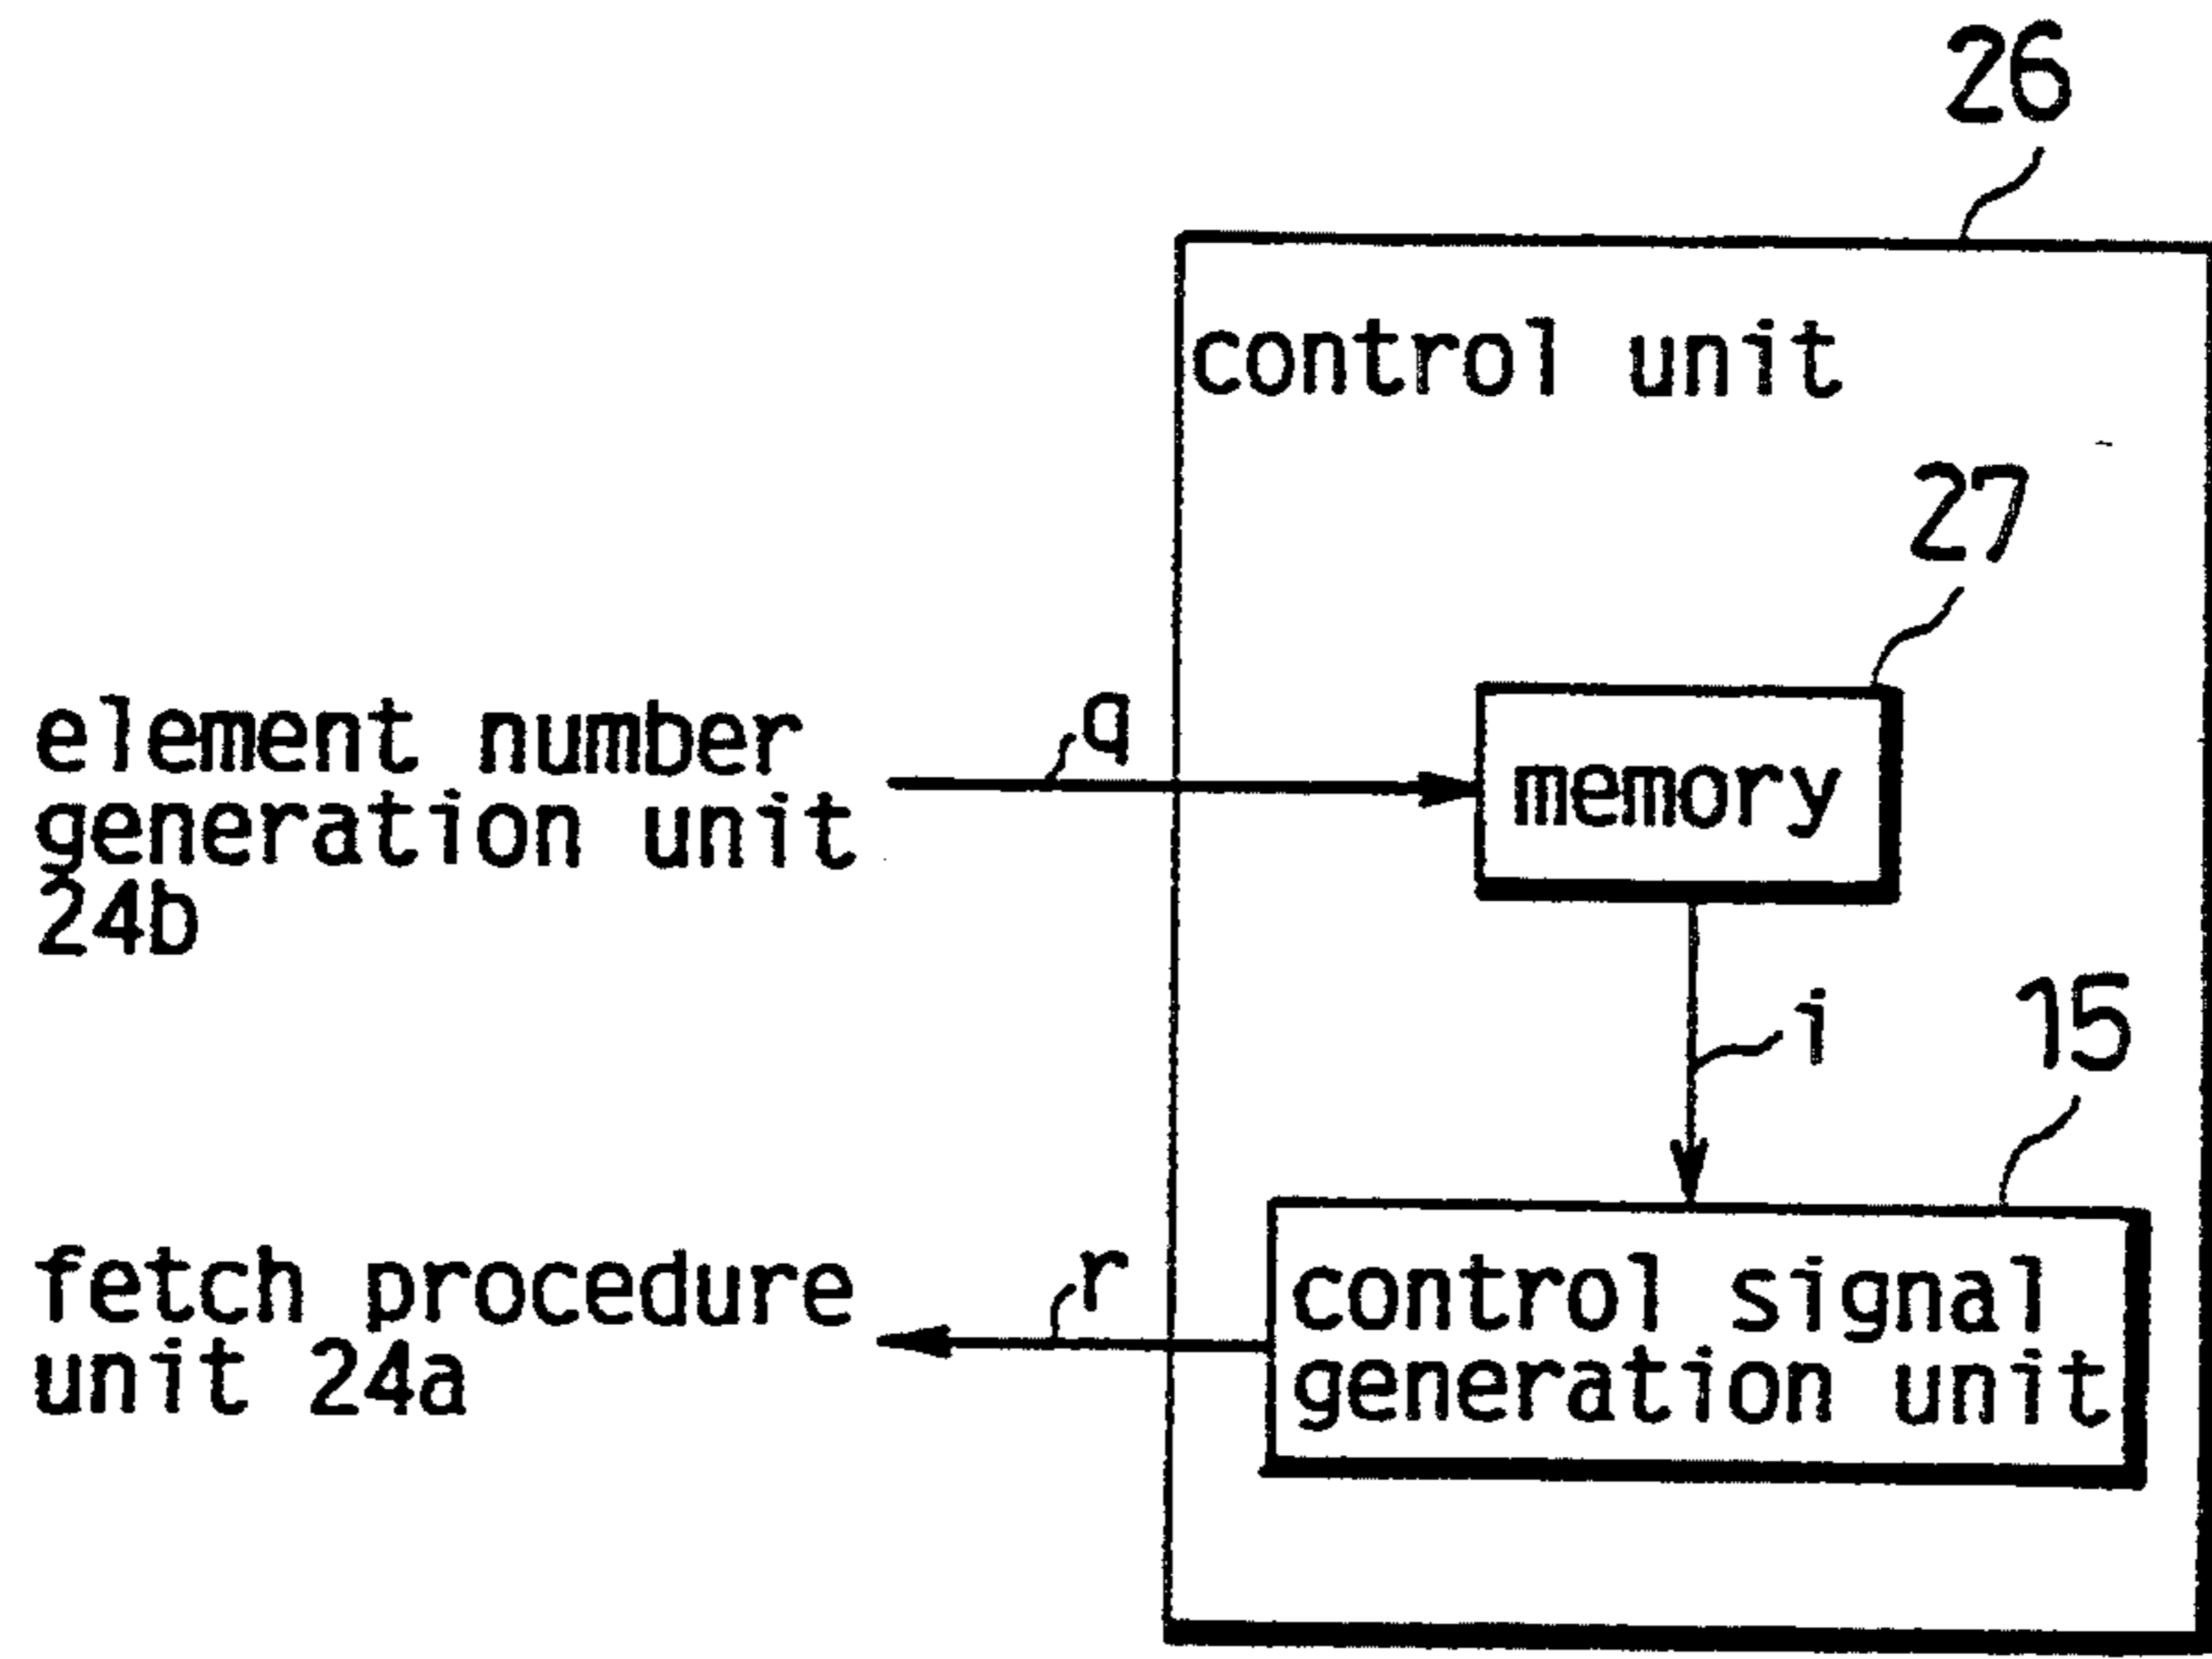 26
control unit
27
element number
generation unit
24b
q
memory
i
15
fetch procedure
unit 24a
r
control signal
generation unit